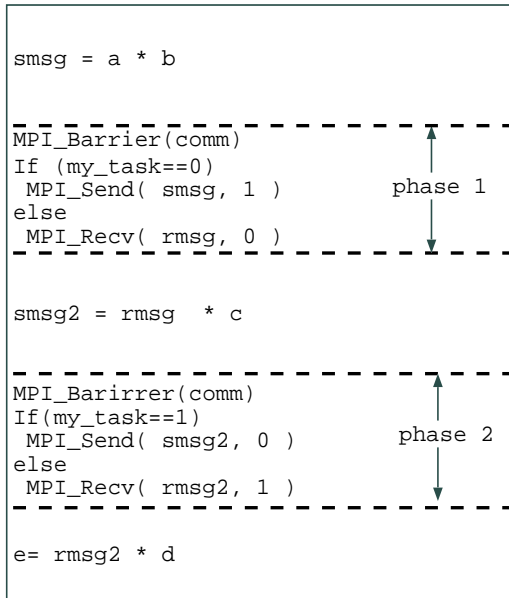 smsg = a * b
MPI_Barrier(comm)
If (my_task==0)
MPI_Send( smsg, 1 )
phase 1
else
MPI_Recv( rmsg, 0 )
smsg2 = rmsg * c
MPI_Barirrer(comm)
If(my_task==1)
MPI_Send( smsg2, 0 )
phase 2
else
MPI_Recv( rmsg2, 1 )
e= rmsg2 * d